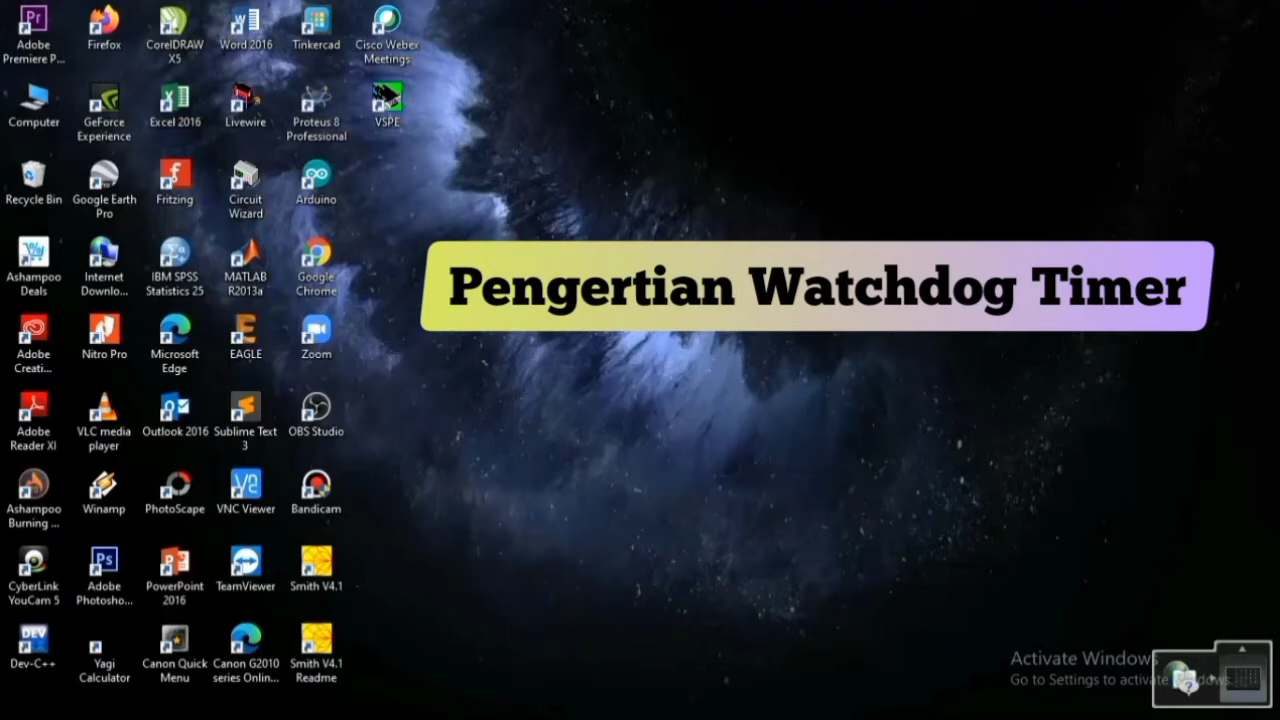 Adobe
Premiere P...
Firefox
CorelDRAW
X5
Word 2016
Tinkercad
Cisco Webex
Meetings
Computer
GeForce
Experience
Excel 2016
Livewire
Proteus 8
Professional
VSPE
Recycle Bin
Google Earth
Pro
Fritzing
Circuit
Wizard
Arduino
Ashampoo
Deals
Internet
Downlo...
IBM SPSS
Statistics 25
MATLAB
R2013a
Google
Chrome
Pengertian Watchdog Timer
Adobe
Creati...
Nitro Pro
Microsoft
Edge
EAGLE
Zoom
Adobe
Reader XI
VLC media
player
Outlook 2016
Sublime Text
3
OBS Studio
Ashampoo
Burning ...
Winamp
PhotoScape
VNC Viewer
Bandicam
CyberLink
YouCam 5
Adobe
Photosho...
PowerPoint
2016
TeamViewer
Smith V4.1
Dev-C++
Yagi
Calculator
Canon Quick
Menu
Canon G2010
series Onlin...
Smith V4.1
Readme
Activate Windows
Go to Settings to activate Windows.